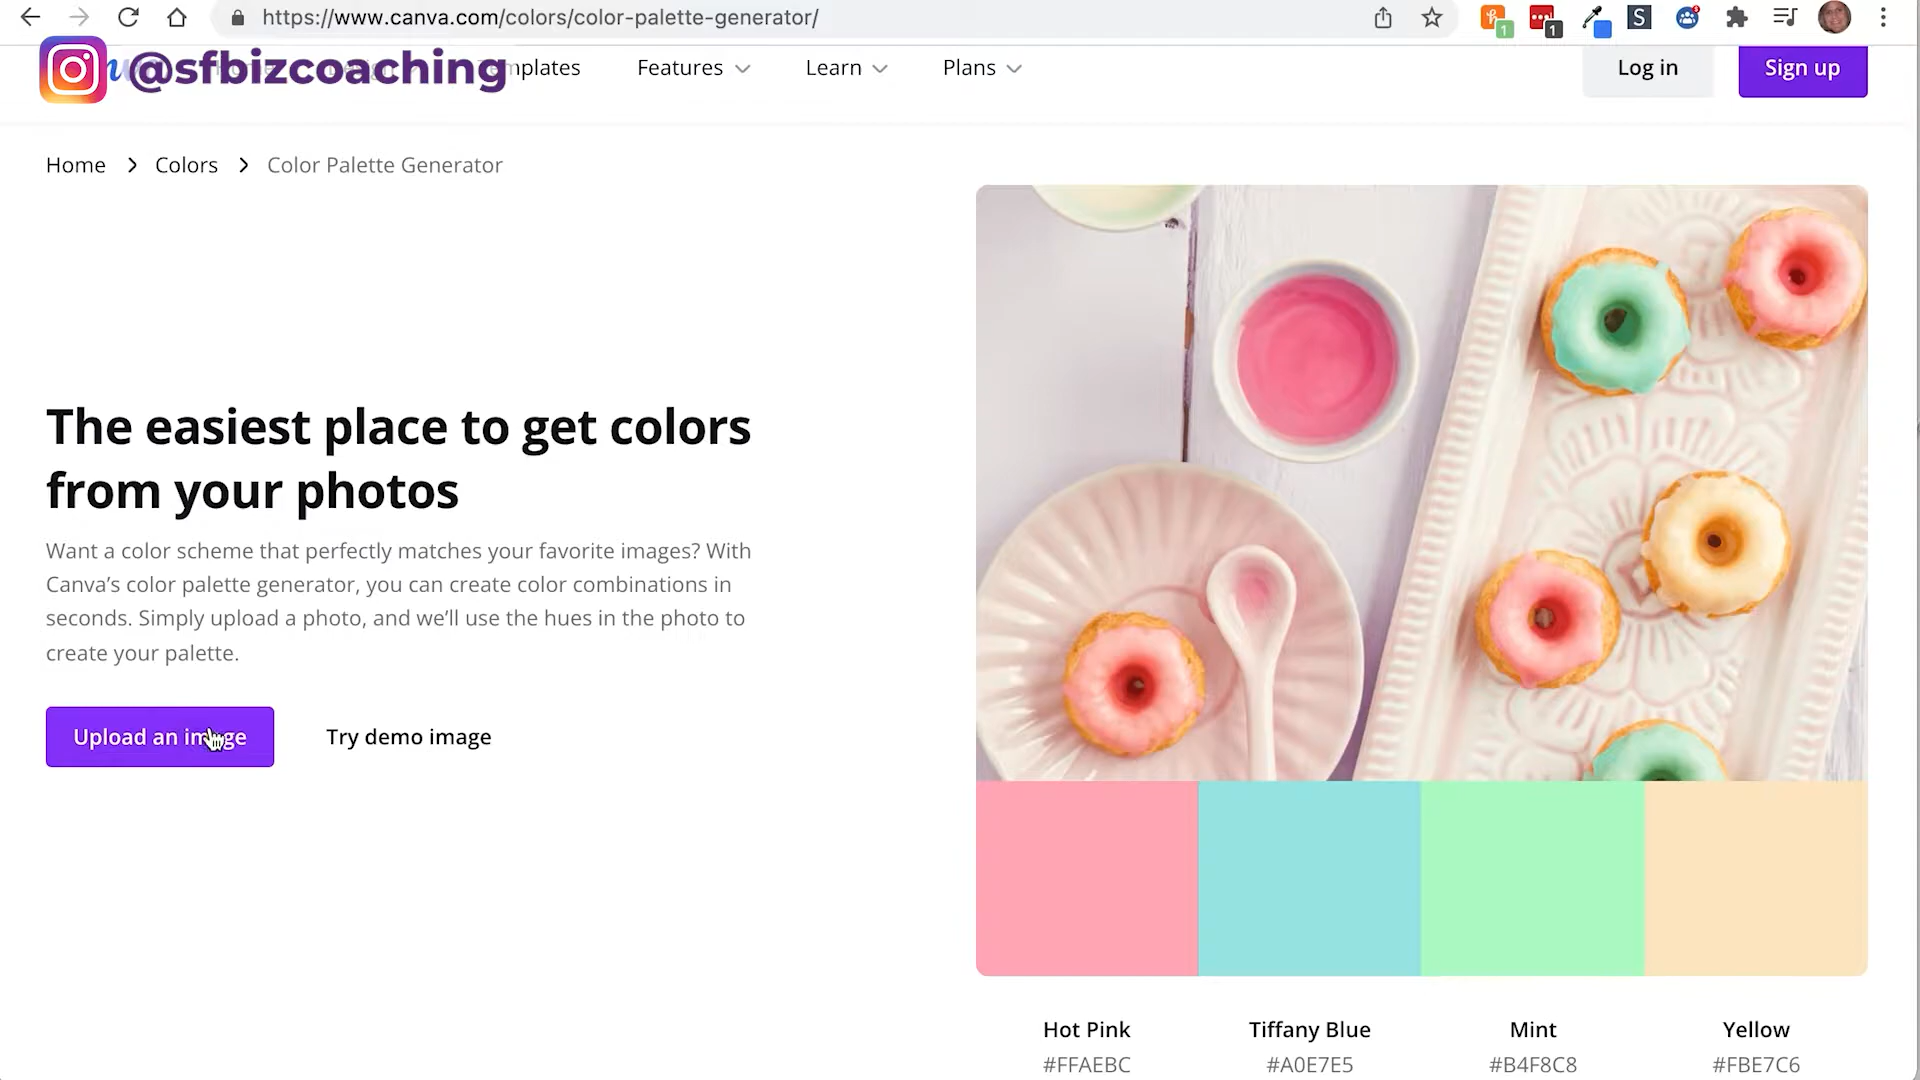 https://www.canva.com/colors/color-palette-generator/
1
1
S
@sfbizcoaching
mplates
Features
Learn
Plans
Log in
Sign up
Home > Colors > Color Palette Generator
The easiest place to get colors
from your photos
Want a color scheme that perfectly matches your favorite images? With
Canva’s color palette generator, you can create color combinations in
seconds. Simply upload a photo, and we’ll use the hues in the photo to
create your palette.
Upload an image
Try demo image
Hot Pink
#FFAEBC
Tiffany Blue
#A0E7E5
Mint
#B4F8C8
Yellow
#FBE7C6